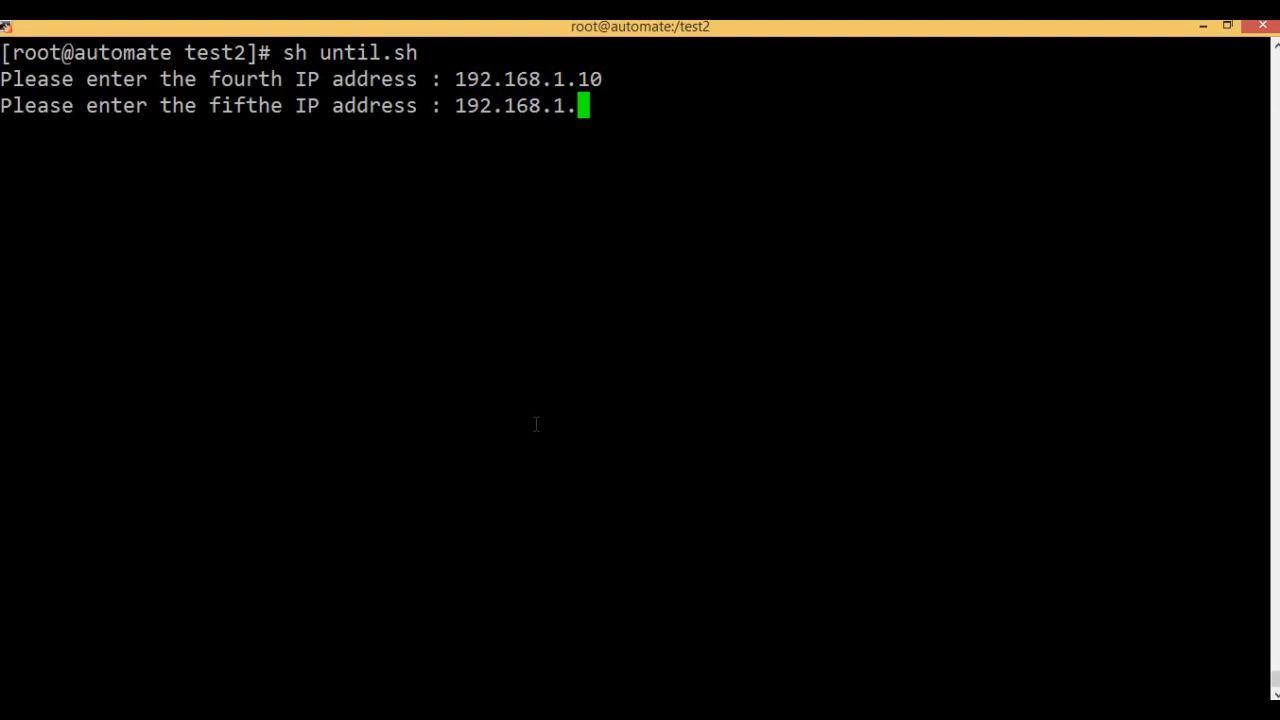 root@automate:/test2
[root@automate test2]# sh until.sh
Please enter the fourth IP address : 192.168.1.10
Please enter the fifthe IP address : 192.168.1.